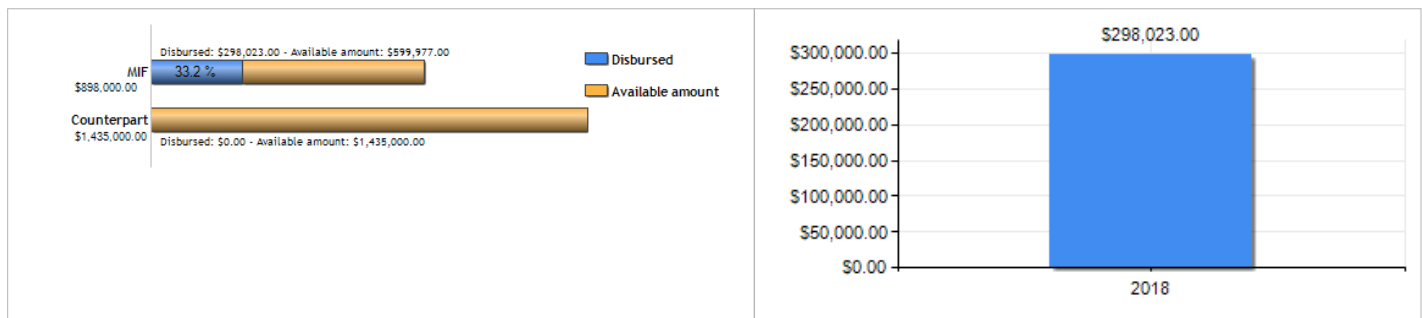 Disbursed: $298,023.00 - Available amount: $599,977.00
MIF
33.2 %
$898,000.00
Counterpart
$1,435,000.00
Disbursed: $0.00 - Available amount: $1,435,000.00
Disbursed
Available amount
$298,023.00
$300,000.00
$250,000.00
$200,000.00
$150,000.00
$100,000.00
$50,000.00
$0.00
2018